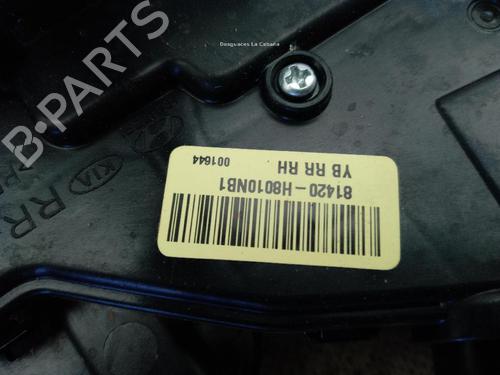 Desguaces La Cabaña
B-PARTS
KIA
RR
81420-H8010NB1
YB RR RH
001644